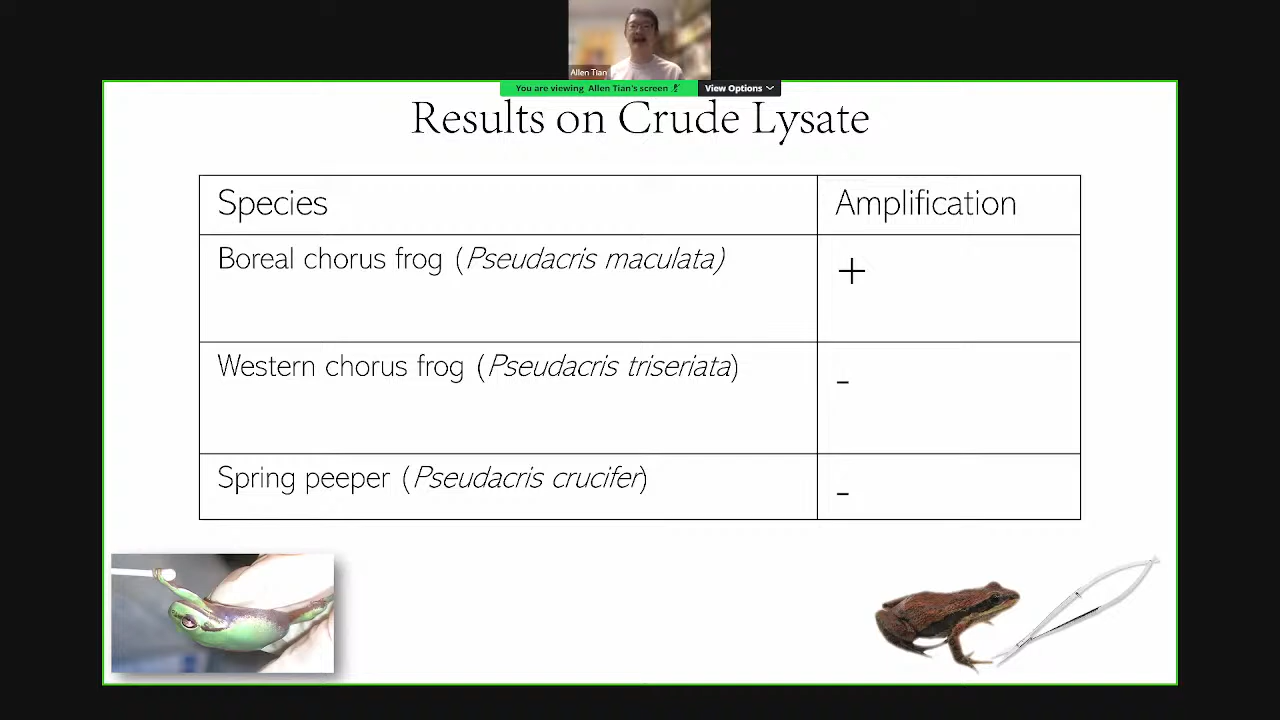 Allen Tian
You are viewing Allen Tian's screen View Options
Results on Crude Lysate
Species Amplification
Boreal chorus frog (Pseudacris maculata) +
Western chorus frog (Pseudacris triseriata) -
Spring peeper (Pseudacris crucifer) -